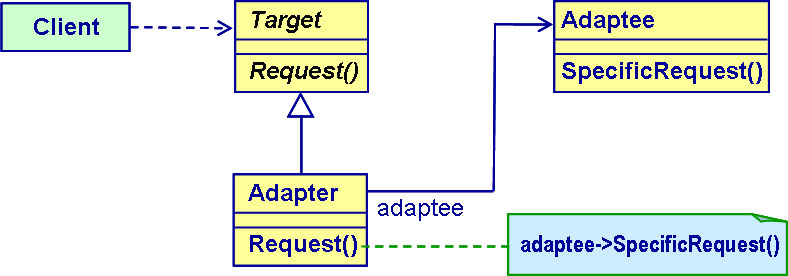 Client
Target
Request()
Adaptee
SpecificRequest()
Adapter
Request()
adaptee
adaptee->SpecificRequest()